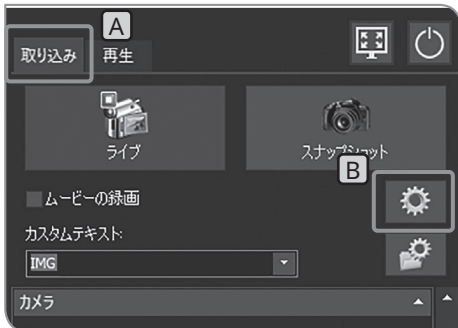 A
取り込み 再生
ライブ スナップショット
B
ムービーの録画
カスタムテキスト:
IMG
カメラ